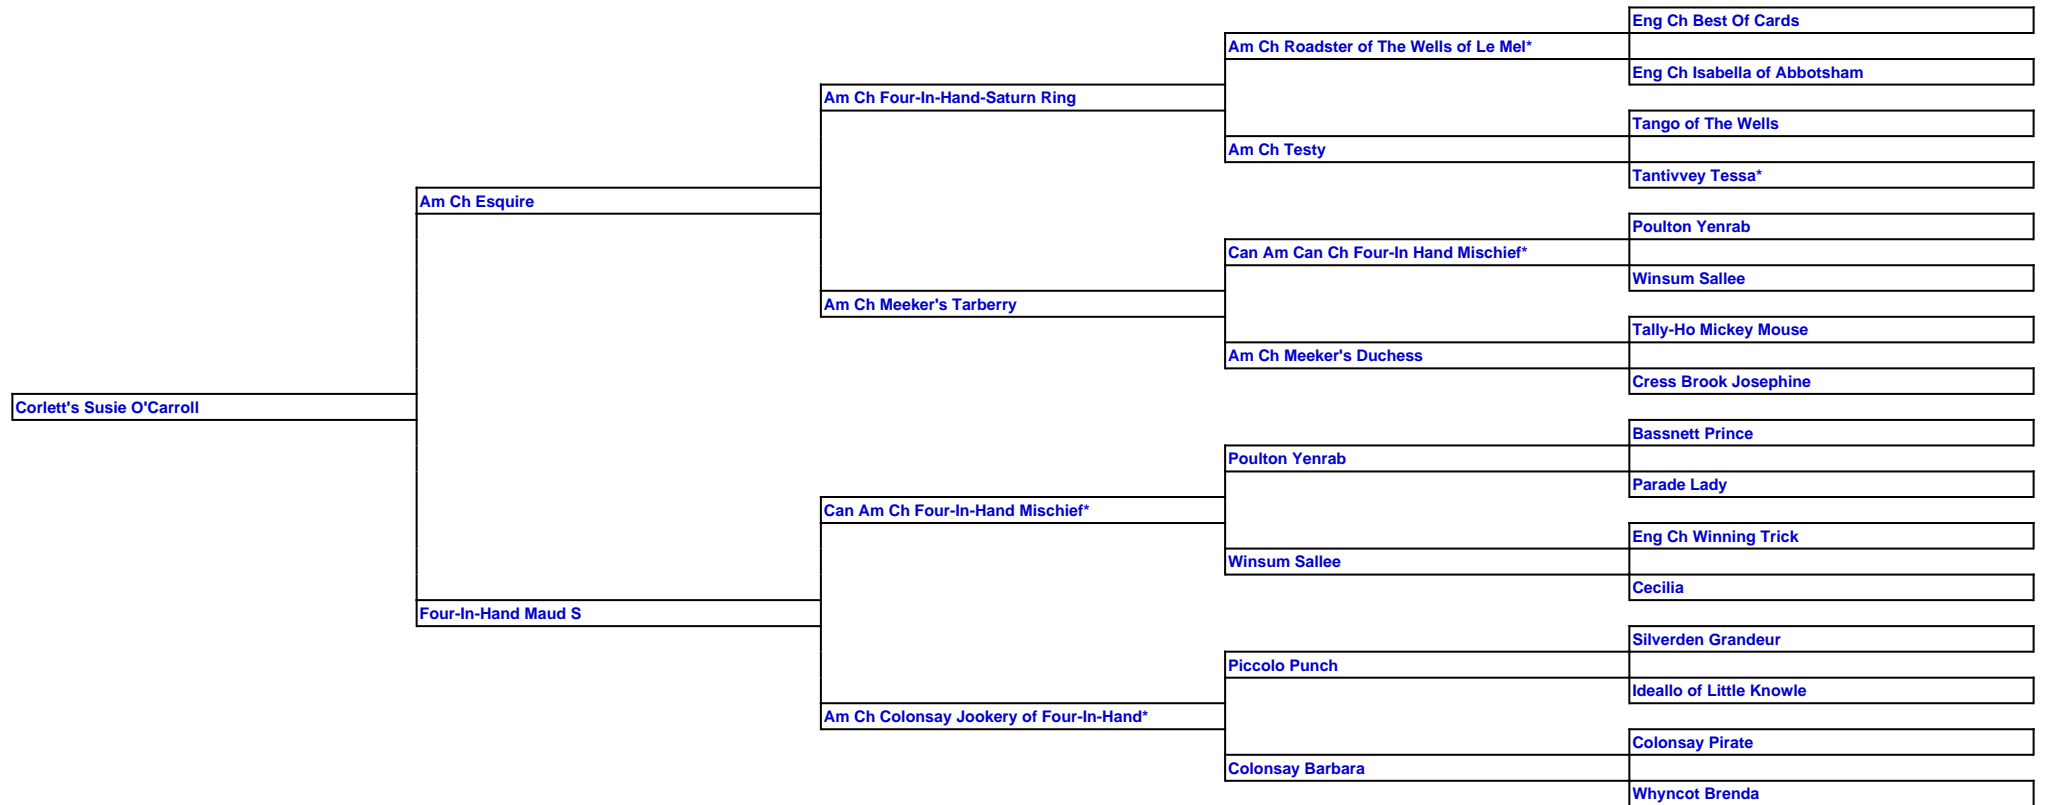 Eng Ch Best Of Cards
Am Ch Roadster of The Wells of Le Mel*
Eng Ch Isabella of Abbotsham
Am Ch Four-In-Hand-Saturn Ring
Tango of The Wells
Am Ch Testy
Tantivvey Tessa*
Am Ch Esquire
Poulton Yenrab
Can Am Can Ch Four-In Hand Mischief*
Winsum Sallee
Am Ch Meeker's Tarberry
Tally-Ho Mickey Mouse
Am Ch Meeker's Duchess
Cress Brook Josephine
Corlett's Susie O'Carroll
Bassnett Prince
Poulton Yenrab
Parade Lady
Can Am Ch Four-In-Hand Mischief*
Eng Ch Winning Trick
Winsum Sallee
Cecilia
Four-In-Hand Maud S
Silverden Grandeur
Piccolo Punch
Ideallo of Little Knowle
Am Ch Colonsay Jookery of Four-In-Hand*
Colonsay Pirate
Colonsay Barbara
Whyncot Brenda